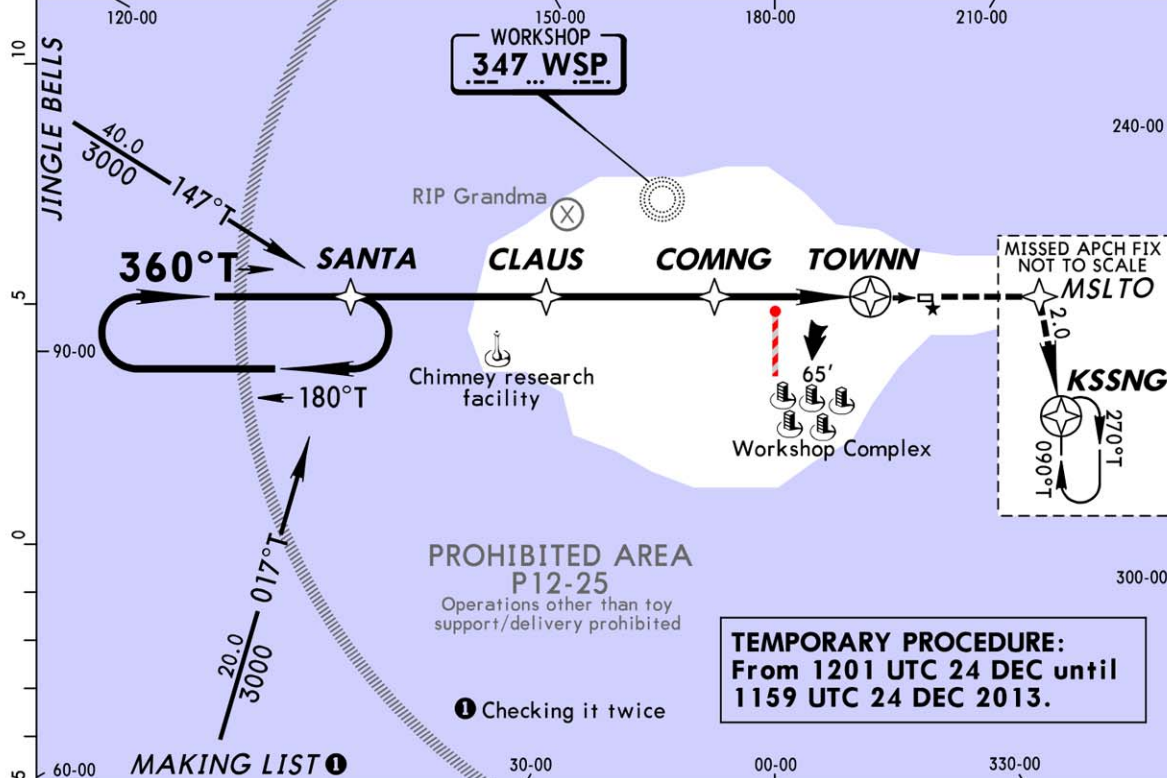 120-00
150-00
180-00
210-00
10
JINGLE BELLS
WORKSHOP
347 WSP
240-00
40.0
3000
147°T
RIP Grandma
X
360°T
SANTA
CLAUS
COMNG
TOWNN
MISSED APCH FIX
NOT TO SCALE
MSLTO
5
2.0
90-00
180°T
Chimney research
facility
65'
Workshop Complex
KSSNG
270°T
090°T
0
017°T
20.0
3000
PROHIBITED AREA
P12-25
Operations other than toy
support/delivery prohibited
300-00
TEMPORARY PROCEDURE:
From 1201 UTC 24 DEC until
1159 UTC 24 DEC 2013.
1 Checking it twice
MAKING LIST 1
5
60-00
30-00
00-00
330-00